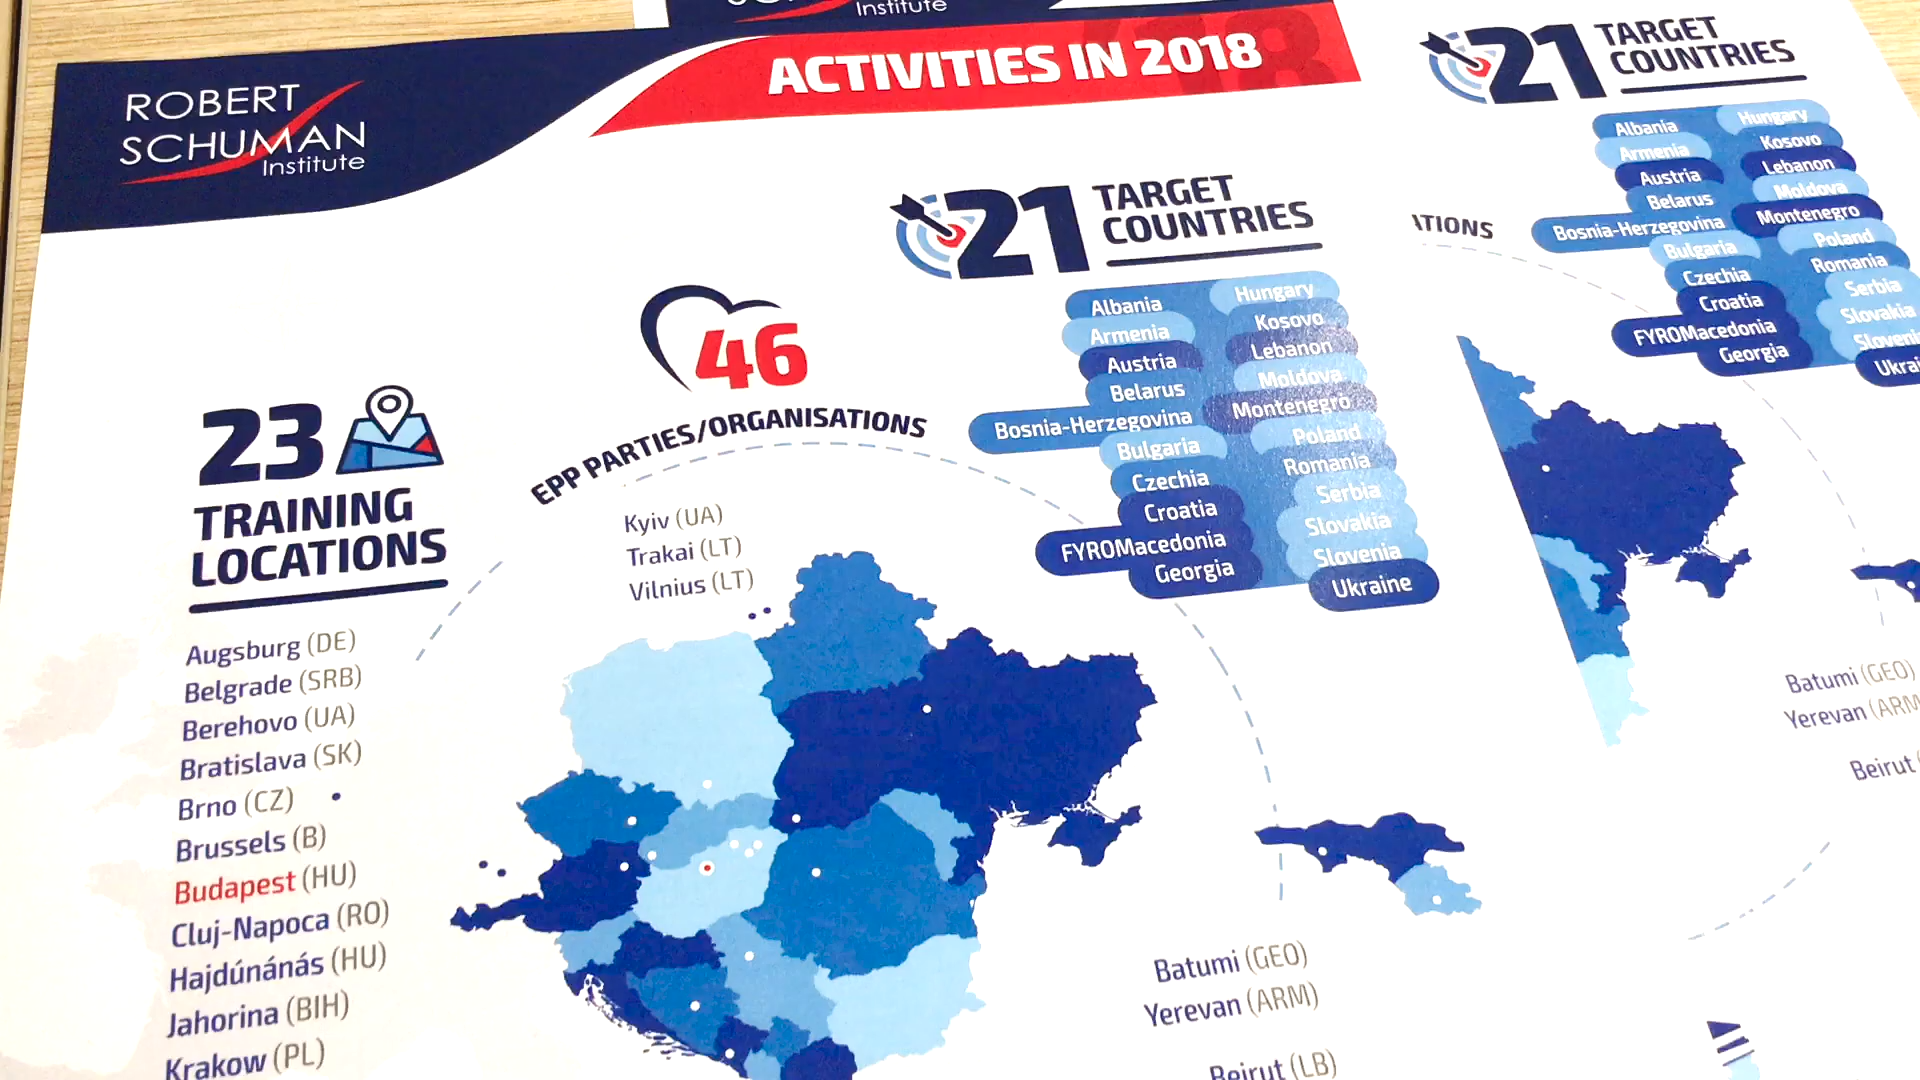 Institute
ROBERT
SCHUMAN
Institute
ACTIVITIES IN 2018
23
TRAINING
LOCATIONS
Augsburg (DE)
Belgrade (SRB)
Berehovo (UA)
Bratislava (SK)
Brno (CZ)
Brussels (B)
Budapest (HU)
Cluj-Napoca (RO)
Hajdúnánás (HU)
Jahorina (BIH)
Krakow (PL)
46
EPP PARTIES/ORGANISATIONS
Kyiv (UA)
Trakai (LT)
Vilnius (LT)
21 TARGET
COUNTRIES
Albania
Armenia
Austria
Belarus
Bosnia-Herzegovina
Bulgaria
Czechia
Croatia
FYROMacedonia
Georgia
Hungary
Kosovo
Lebanon
Moldova
Montenegro
Poland
Romania
Serbia
Slovakia
Slovenia
Ukraine
Batumi (GEO)
Yerevan (ARM)
Beirut (LB)
21 TARGET
COUNTRIES
ATIONS
Albania
Armenia
Austria
Belarus
Bosnia-Herzegovina
Bulgaria
Czechia
Croatia
FYROMacedonia
Georgia
Hungary
Kosovo
Lebanon
Moldova
Montenegro
Poland
Romania
Serbia
Slovakia
Sloveni
Ukrai
Batumi (GEO)
Yerevan (ARM
Beirut (